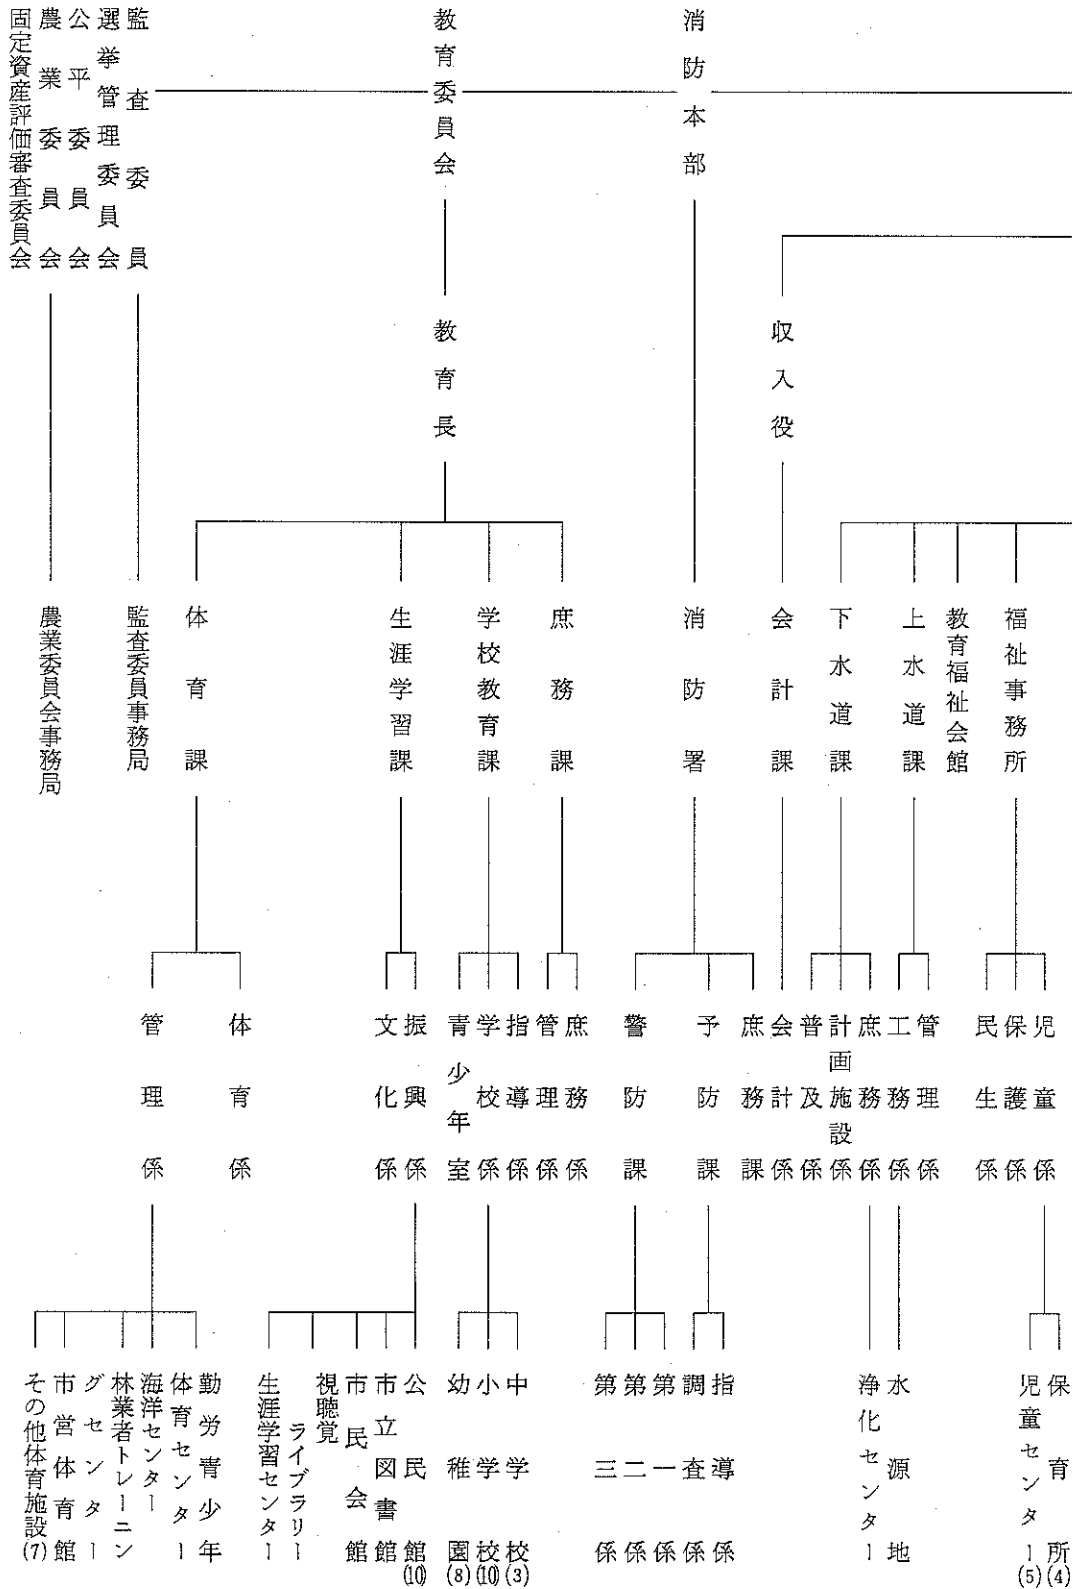 消防本部
教育委員会
監査委員
選挙管理委員会
公平委員会
農業委員会
固定資産評価審査委員会
収入役
教育長
福祉事務所
教育福祉会館
上水道課
下水道課
会計課
消防署
庶務課
学校教育課
生涯学習課
体育課
監査委員事務局
農業委員会事務局
児童係
保護係
民生係
管理係
工務係
庶務係
計画施設係
普及係
会計係
庶務課
予防課
警防課
庶務係
管理係
指導係
学校係
青少年室
振興係
文化係
体育係
管理係
保育所(4)
児童センター(5)
水源地
浄化センター
指導係
調査係
第一係
第二係
第三係
中学校(3)
小学校(10)
幼稚園(8)
公民館(10)
市立図書館
市民会館
視聴覚
ライブラリー
生涯学習センター
勤労青少年
体育センター
海洋センター
林業者トレーニン
グセンター
市営体育館
その他体育施設(7)